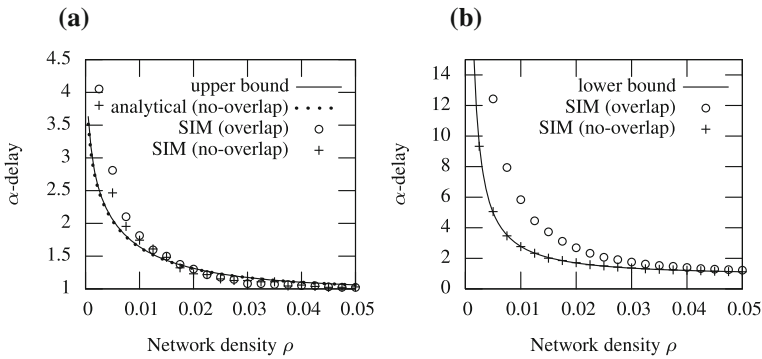 (a)
4.5
4
3.5
3
2.5
2
1.5
1
0
0.01
0.02
0.03
0.04
0.05
upper bound
analytical (no-overlap)
SIM (overlap)
SIM (no-overlap)
α-delay
Network density ρ
(b)
14
12
10
8
6
4
2
0
0
0.01
0.02
0.03
0.04
0.05
lower bound
SIM (overlap)
SIM (no-overlap)
α-delay
Network density ρ